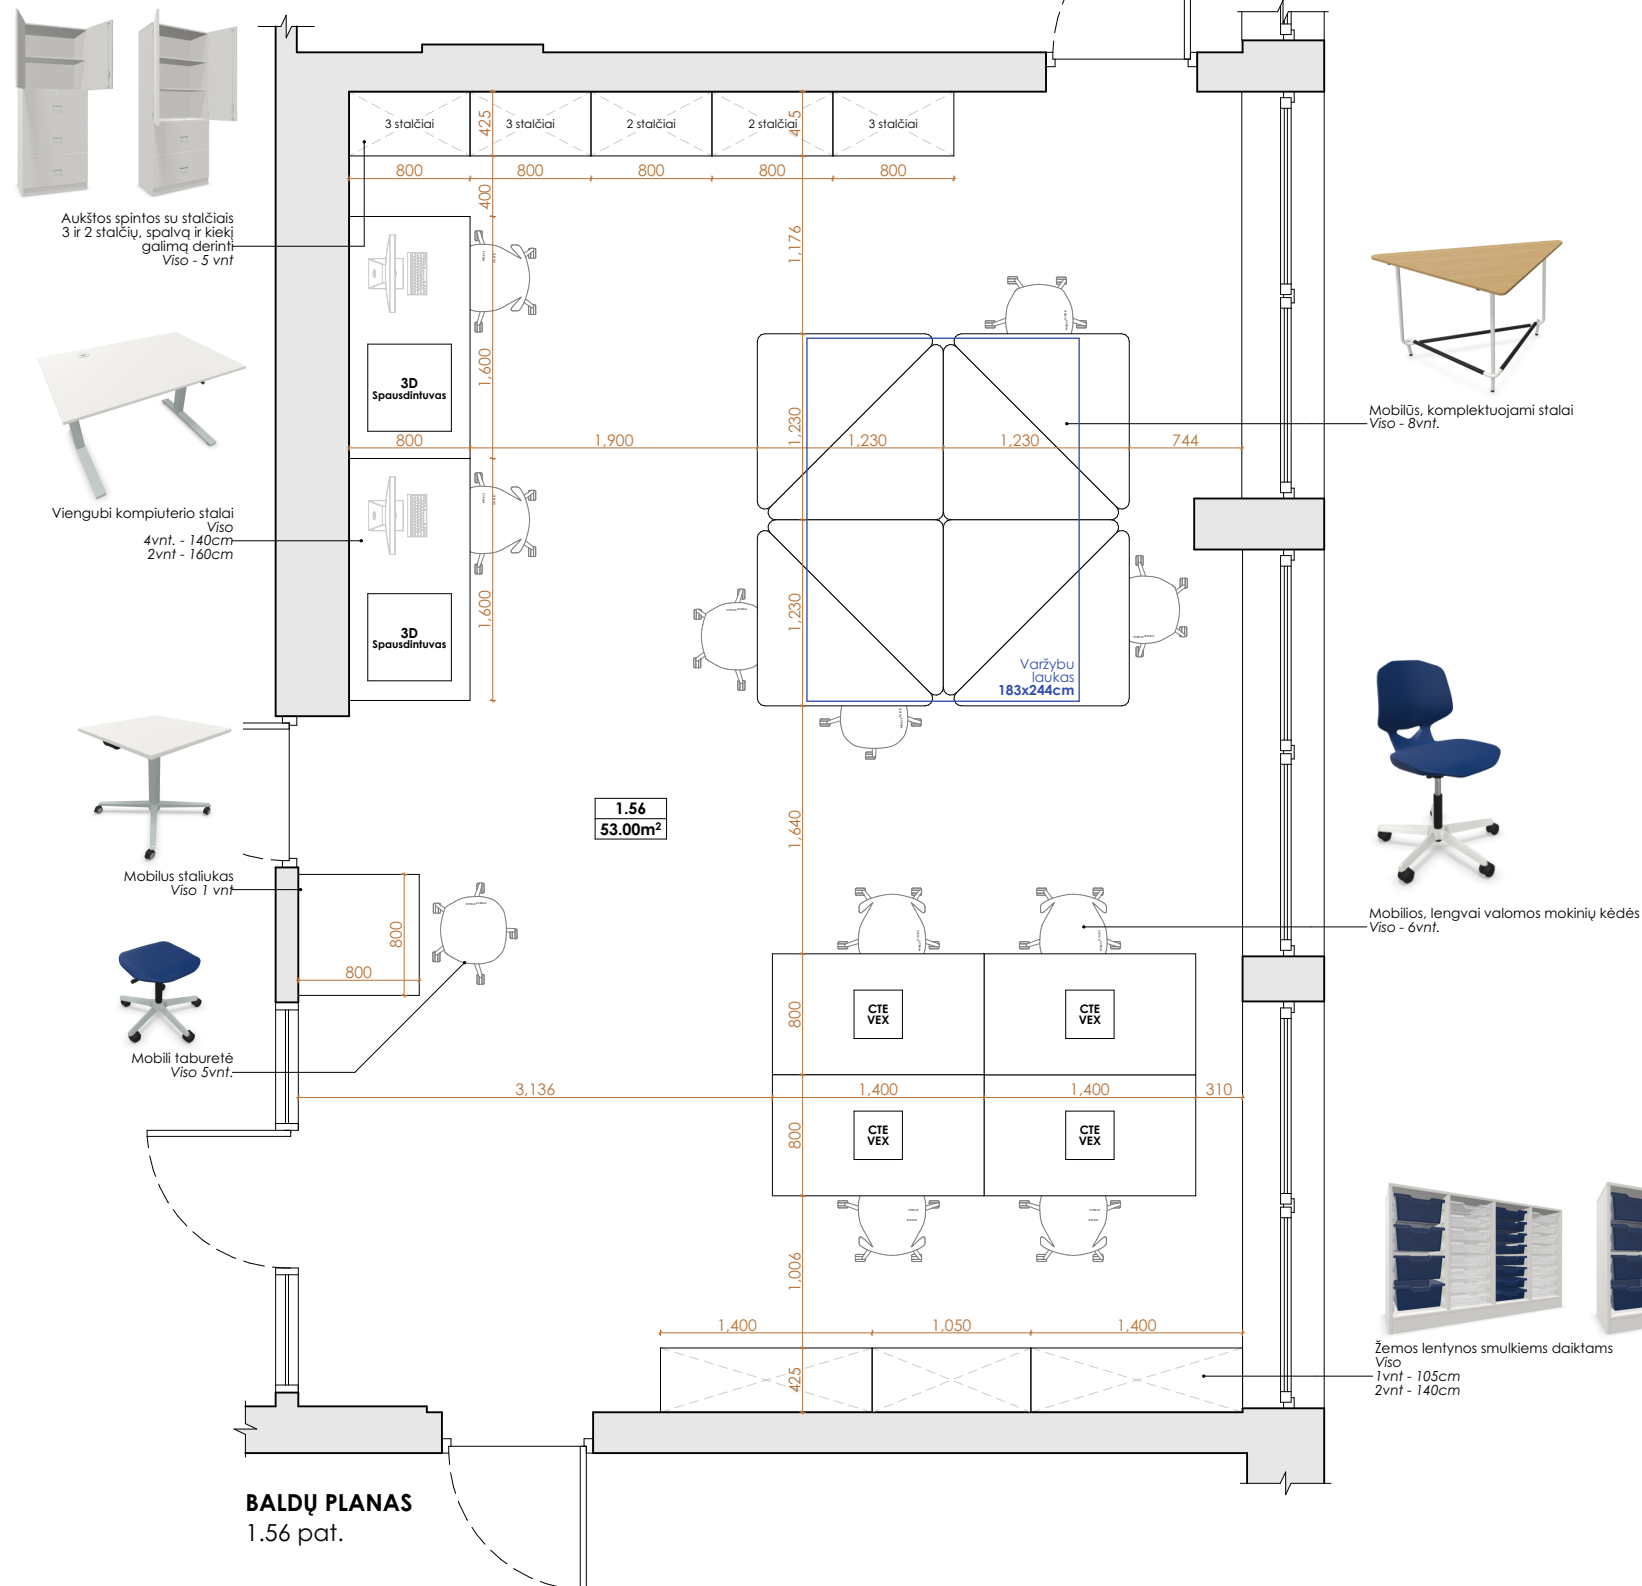 3 stalčiai
3 stalčiai
2 stalčiai
2 stalčiai
3 stalčiai
425
415
800
800
800
800
800
400
1,176
Aukštos spintos su stalčiais
3 ir 2 stalčių, spalvą ir kiekį
galimą derinti
Viso - 5 vnt
3D
Spausdintuvas
1,600
1,230
800
1,900
1,230
1,230
744
Mobilūs, komplektuojami stalai
Viso - 8vnt.
Viengubi kompiuterio stalai
Viso
4vnt. - 140cm
2vnt - 160cm
3D
Spausdintuvas
1,600
1,230
Varžybu
laukas
183x244cm
1.56
53.00m²
1,640
Mobilus staliukas
Viso 1 vnt
800
800
Mobilios, lengvai valomos mokinių kėdės
Viso - 6vnt.
Mobili taburetė
Viso 5vnt.
CTE
VEX
CTE
VEX
800
3,136
1,400
1,400
310
CTE
VEX
CTE
VEX
800
1,006
1,400
1,050
1,400
425
Žemos lentynos smulkiems daiktams
Viso
1vnt - 105cm
2vnt - 140cm
BALDŲ PLANAS
1.56 pat.